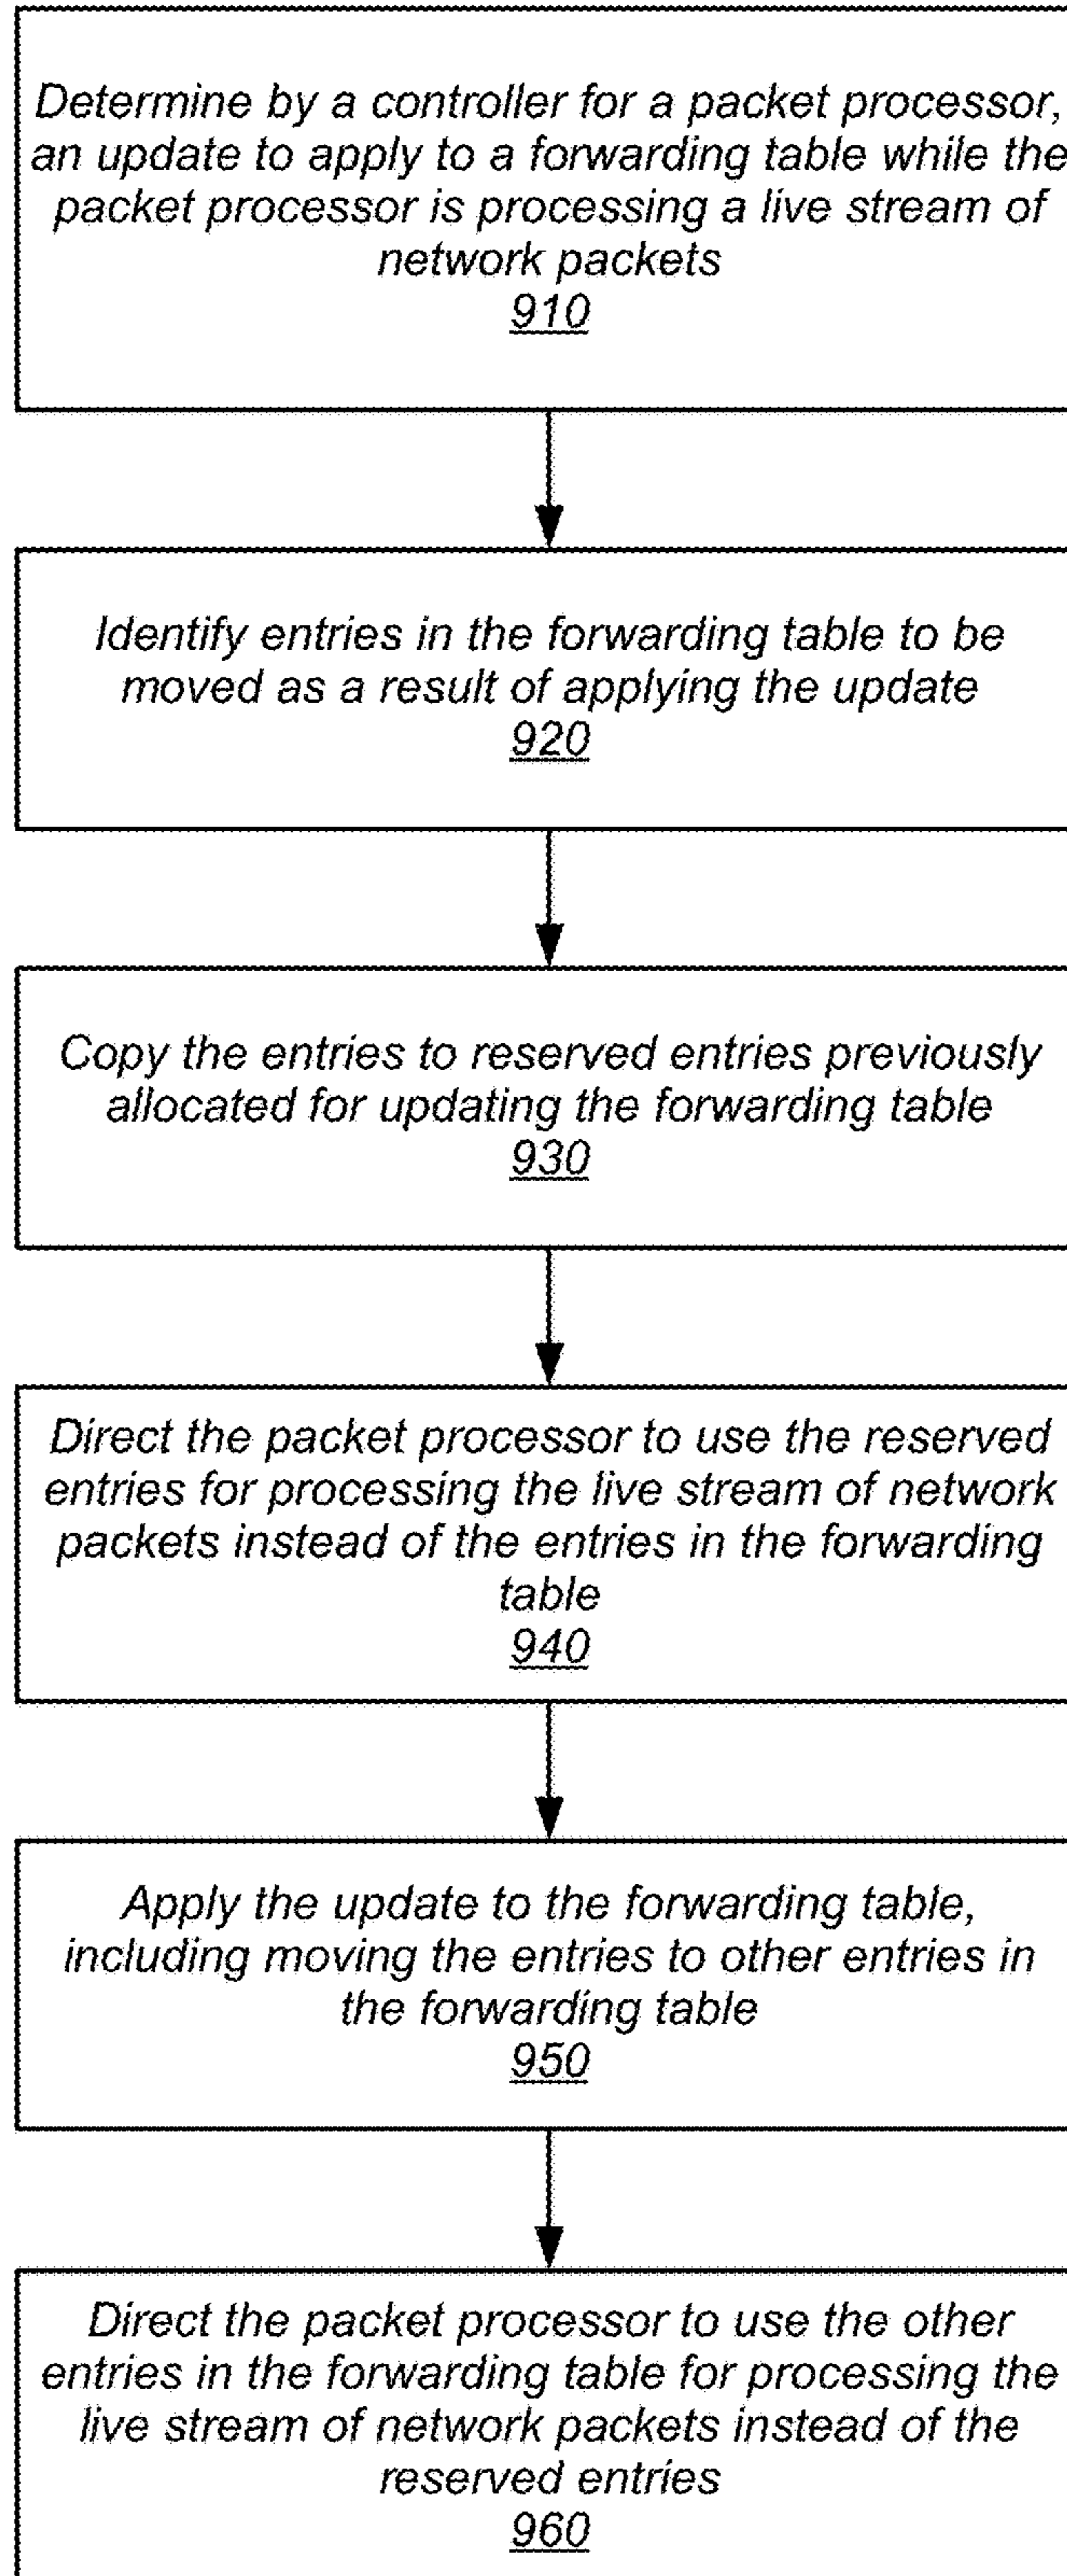 Determine by a controller for a packet processor,
an update to apply to a forwarding table while the
packet processor is processing a live stream of
network packets
910
Identify entries in the forwarding table to be
moved as a result of applying the update
920
Copy the entries to reserved entries previously
allocated for updating the forwarding table
930
Direct the packet processor to use the reserved
entries for processing the live stream of network
packets instead of the entries in the forwarding
table
940
Apply the update to the forwarding table,
including moving the entries to other entries in
the forwarding table
950
Direct the packet processor to use the other
entries in the forwarding table for processing the
live stream of network packets instead of the
reserved entries
960